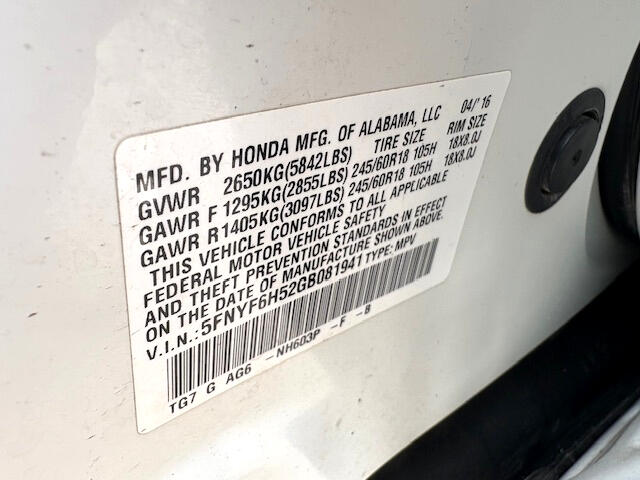 MFD. BY HONDA MFG. OF ALABAMA, LLC 04/'16
GVWR 2650KG(5842LBS) TIRE SIZE RIM SIZE
GAWR F 1295KG(2855LBS) 245/60R18 105H 18X8.0J
GAWR R1405KG(3097LBS) 245/60R18 105H 18X8.0J
THIS VEHICLE CONFORMS TO ALL APPLICABLE
FEDERAL MOTOR VEHICLE SAFETY
AND THEFT PREVENTION STANDARDS IN EFFECT
ON THE DATE OF MANUFACTURE SHOWN ABOVE.
V.I.N.:5FNYF6H52GB081941 TYPE: MPV
TG7 G AG6 -NH603P -F -8